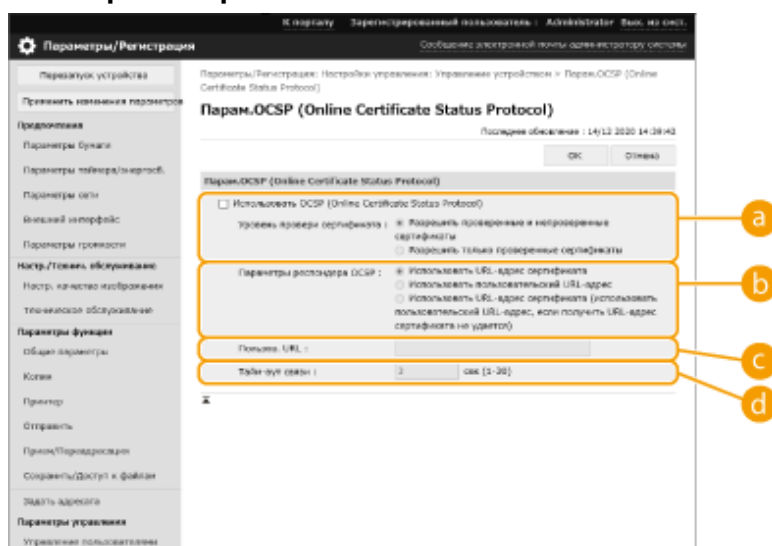 К порталу Зарегистрированный пользователь : Administrator Вых. из сист.
Параметры/Регистрация Сообщение электронной почты администратору системы
Перезапуск устройства
Применить изменения параметров
Предпочтения
Параметры бумаги
Параметры таймера/энергосб.
Параметры сети
Внешний интерфейс
Параметры громкости
Настр./Технич. обслуживание
Настр. качества изображения
Техническое обслуживание
Параметры функции
Общие параметры
Копия
Принтер
Отправить
Прием/Переадресация
Сохранить/Доступ к файлам
Задать адресата
Параметры управления
Управление пользователями
Параметры/Регистрация: Настройки управления: Управление устройством > Парам.OCSP (Online
Certificate Status Protocol)
Парам.OCSP (Online Certificate Status Protocol)
Последнее обновление : 14/12 2020 14:39:43
OK Отмена
Парам.OCSP (Online Certificate Status Protocol)
Использовать OCSP (Online Certificate Status Protocol)
Уровень провери сертификата : Разрешить проверенные и непроверенные
сертификаты
Разрешить только проверенные сертификаты
a
Параметры респондера OCSP : Использовать URL-адрес сертификата
Использовать пользовательский URL-адрес
Использовать URL-адрес сертификата (использовать
пользовательский URL-адрес, если получить URL-адрес
сертификата не удается)
b
Пользов. URL :
c
Тайм-аут связи : 3 сек (1-30)
d